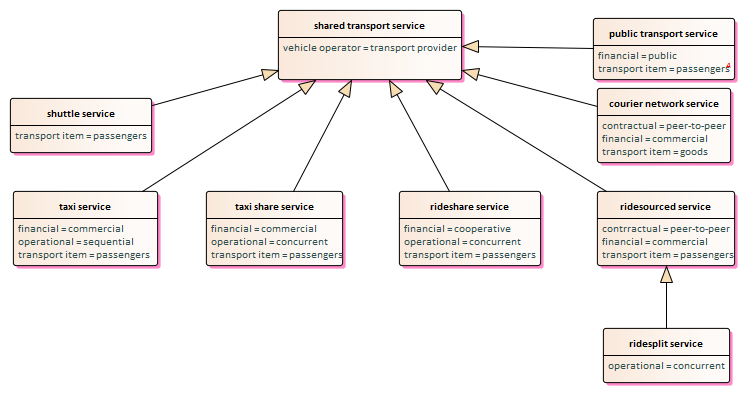 shared transport service
vehicle operator = transport provider
public transport service
financial = public
transport item = passengers
courier network service
contractual = peer-to-peer
financial = commercial
transport item = goods
shuttle service
transport item = passengers
taxi service
financial = commercial
operational = sequential
transport item = passengers
taxi share service
financial = commercial
operational = concurrent
transport item = passengers
rideshare service
financial = cooperative
operational = concurrent
transport item = passengers
ridesourced service
contrractual = peer-to-peer
financial = commercial
transport item = passengers
ridesplit service
operational = concurrent